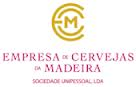 EMPRESA DE CERVEJAS
DA MADEIRA
SOCIEDADE UNIPESSOAL, LDA